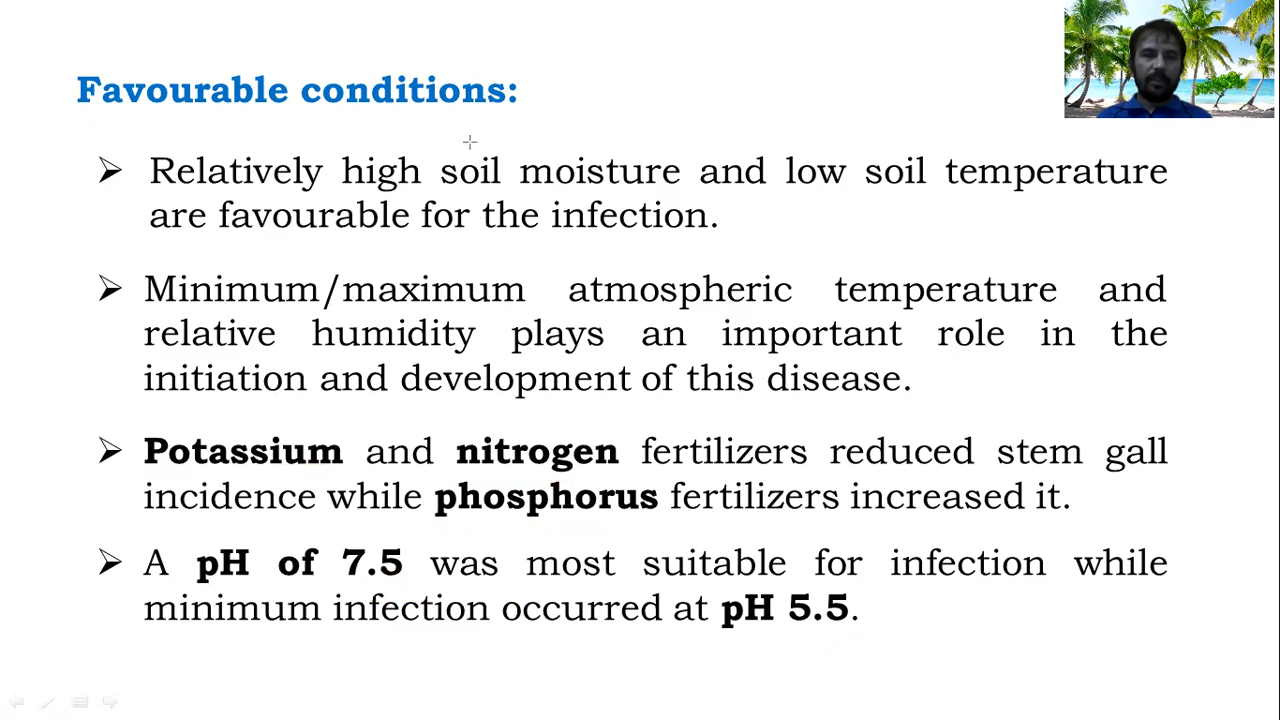 Favourable conditions:
➢ Relatively high soil moisture and low soil temperature
are favourable for the infection.
➢ Minimum/maximum atmospheric temperature and
relative humidity plays an important role in the
initiation and development of this disease.
➢ Potassium and nitrogen fertilizers reduced stem gall
incidence while phosphorus fertilizers increased it.
➢ A pH of 7.5 was most suitable for infection while
minimum infection occurred at pH 5.5.